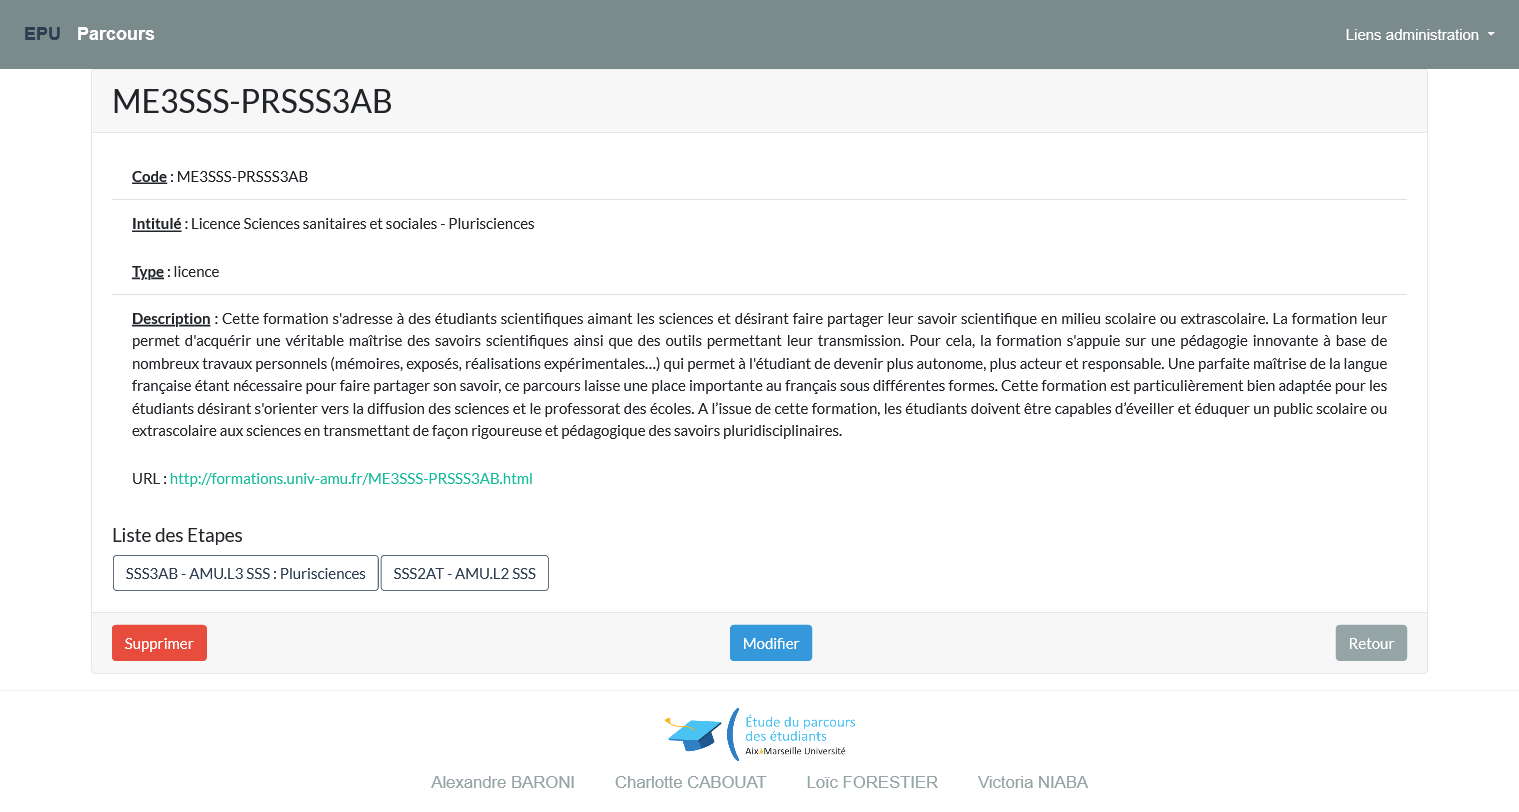 EPU Parcours Liens administration
ME3SSS-PRSSS3AB
Code : ME3SSS-PRSSS3AB
Intitulé : Licence Sciences sanitaires et sociales - Plurisciences
Type : licence
Description : Cette formation s'adresse à des étudiants scientifiques aimant les sciences et désirant faire partager leur savoir scientifique en milieu scolaire ou extrascolaire. La formation leur
permet d'acquérir une véritable maîtrise des savoirs scientifiques ainsi que des outils permettant leur transmission. Pour cela, la formation s'appuie sur une pédagogie innovante à base de
nombreux travaux personnels (mémoires, exposés, réalisations expérimentales...) qui permet à l'étudiant de devenir plus autonome, plus acteur et responsable. Une parfaite maîtrise de la langue
française étant nécessaire pour faire partager son savoir, ce parcours laisse une place importante au français sous différentes formes. Cette formation est particulièrement bien adaptée pour les
étudiants désirant s'orienter vers la diffusion des sciences et le professorat des écoles. A l’issue de cette formation, les étudiants doivent être capables d’éveiller et éduquer un public scolaire ou
extrascolaire aux sciences en transmettant de façon rigoureuse et pédagogique des savoirs pluridisciplinaires.
URL : http://formations.univ-amu.fr/ME3SSS-PRSSS3AB.html
Liste des Etapes
SSS3AB - AMU.L3 SSS : Plurisciences SSS2AT - AMU.L2 SSS
Supprimer Modifier Retour
Étude du parcours
des étudiants
Aix+Marseille Université
Alexandre BARONI Charlotte CABOUAT Loïc FORESTIER Victoria NIABA